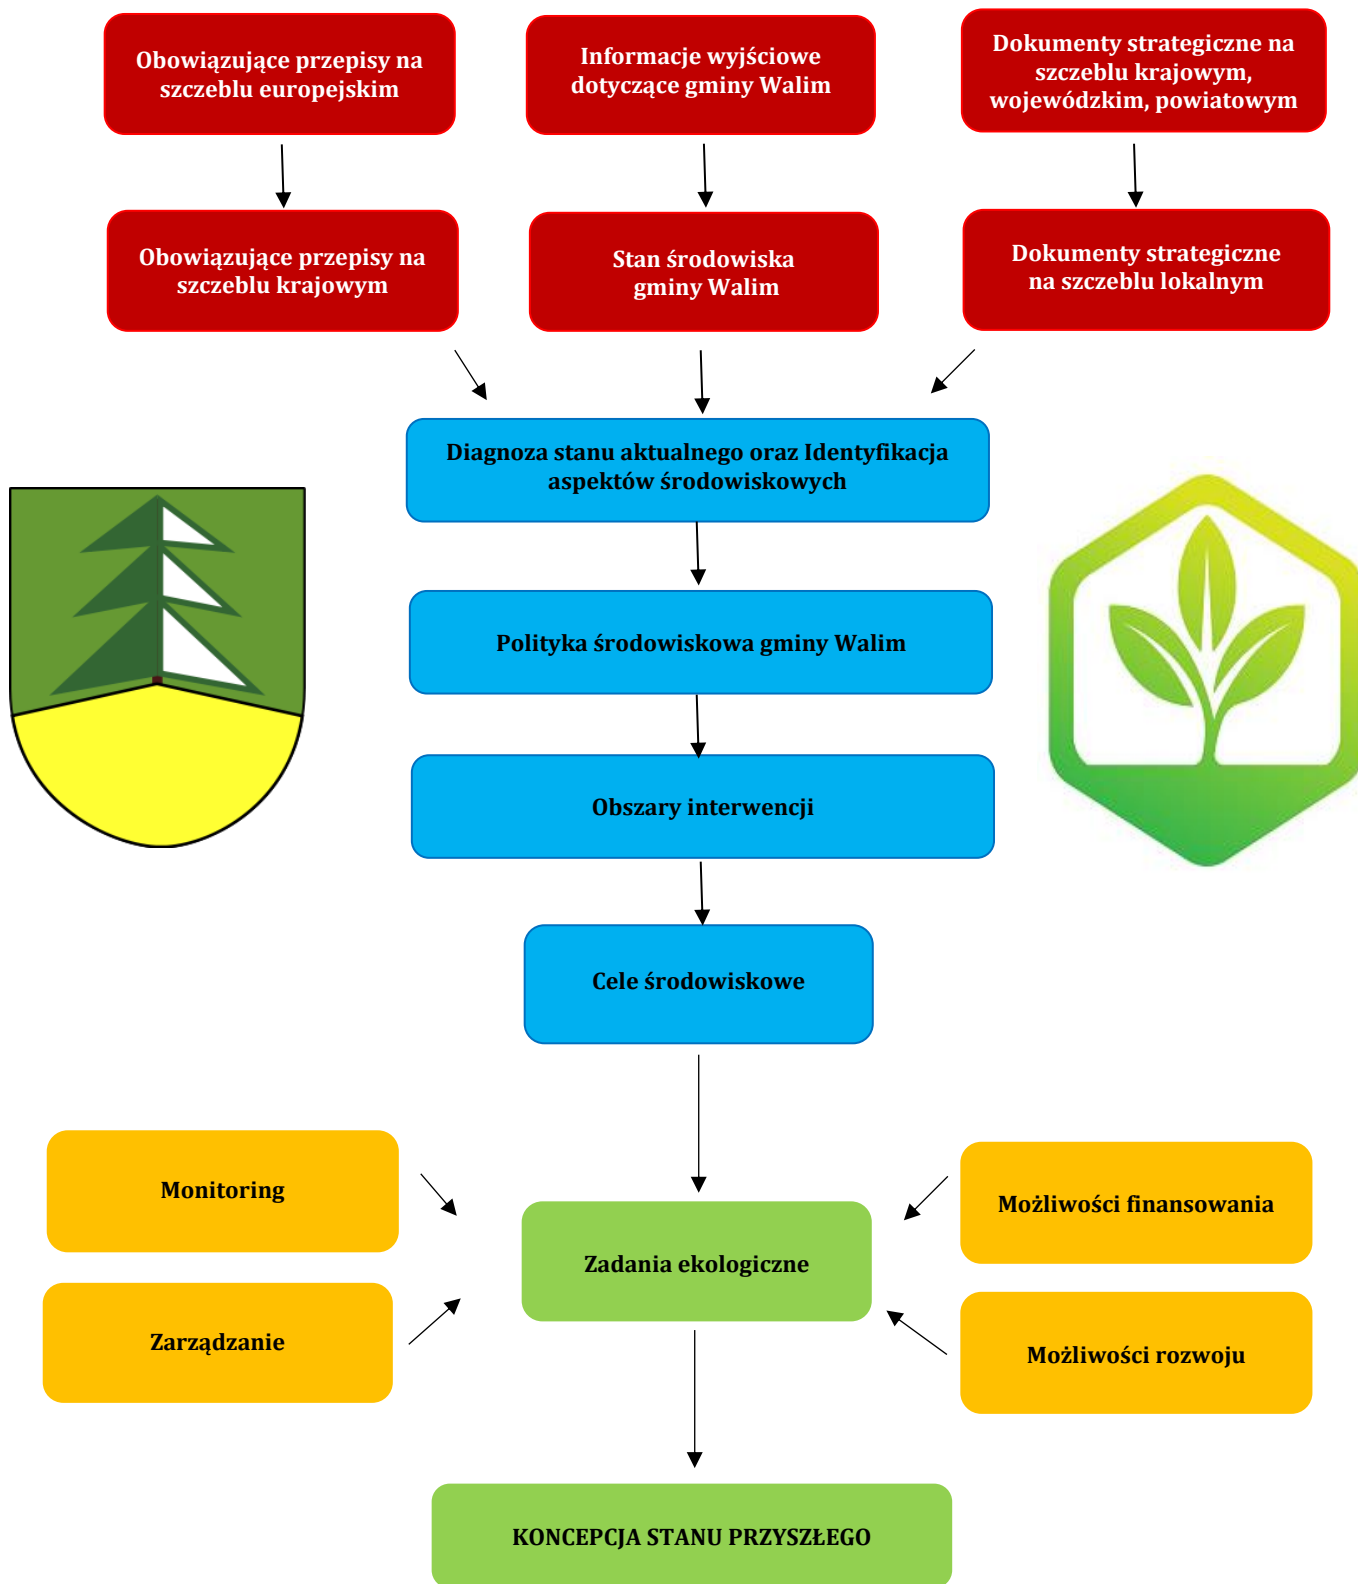 Obowiązujące przepisy na
szczeblu europejskim
Informacje wyjściowe
dotyczące gminy Walim
Dokumenty strategiczne na
szczeblu krajowym,
wojewódzkim, powiatowym
Obowiązujące przepisy na
szczeblu krajowym
Stan środowiska
gminy Walim
Dokumenty strategiczne
na szczeblu lokalnym
Diagnoza stanu aktualnego oraz Identyfikacja
aspektów środowiskowych
Polityka środowiskowa gminy Walim
Obszary interwencji
Cele środowiskowe
Monitoring
Możliwości finansowania
Zadania ekologiczne
Zarządzanie
Możliwości rozwoju
KONCEPCJA STANU PRZYSZŁEGO